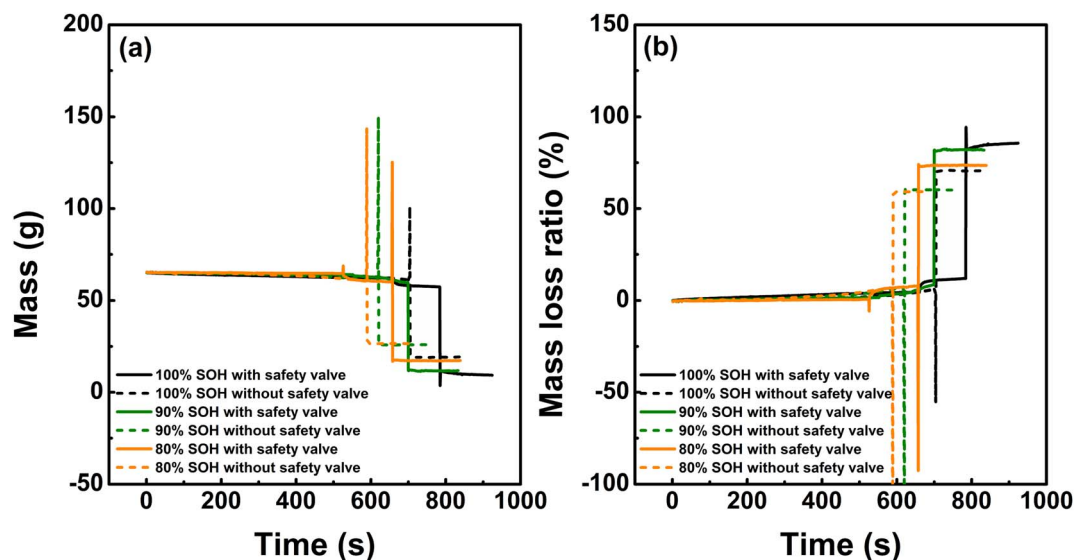 (a)
Mass (g)
200
150
100
50
0
-50
100% SOH with safety valve
100% SOH without safety valve
90% SOH with safety valve
90% SOH without safety valve
80% SOH with safety valve
80% SOH without safety valve
0 200 400 600 800 1000
Time (s)
(b)
Mass loss ratio (%)
150
100
50
0
-50
-100
100% SOH with safety valve
100% SOH without safety valve
90% SOH with safety valve
90% SOH without safety valve
80% SOH with safety valve
80% SOH without safety valve
0 200 400 600 800 1000
Time (s)